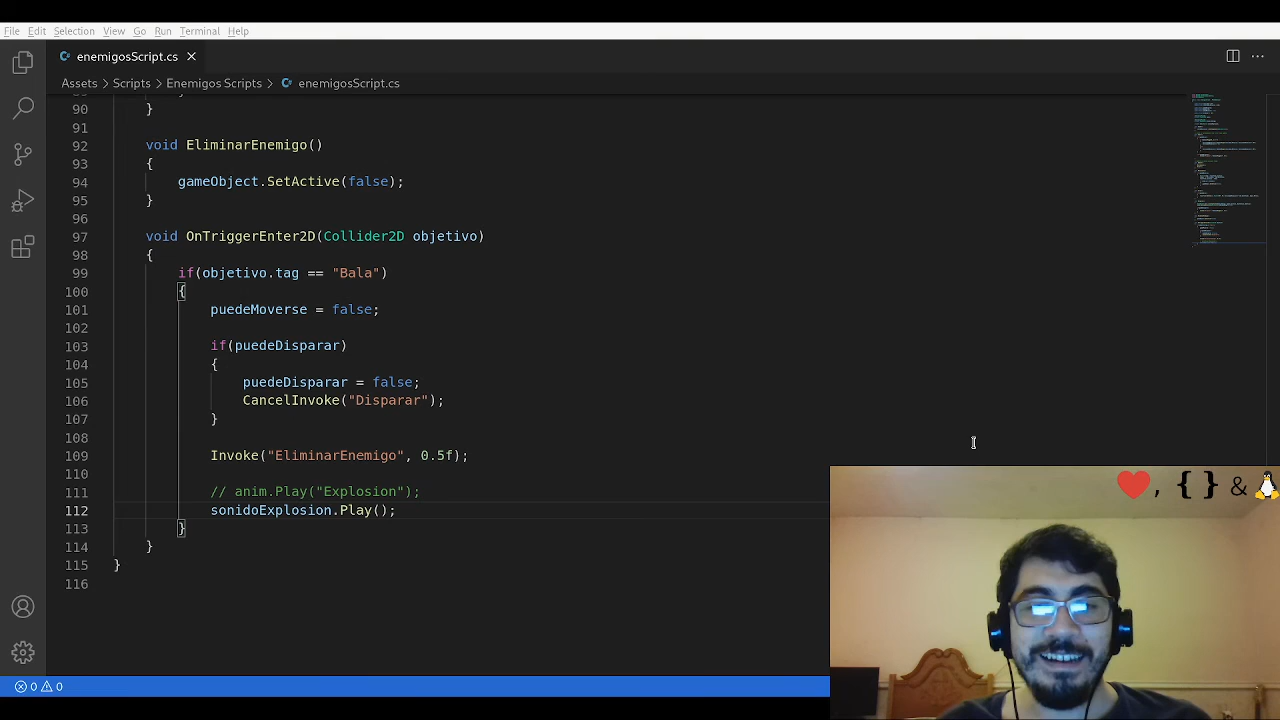 File Edit Selection View Go Run Terminal Help
enemigosScript.cs
Assets > Scripts > Enemigos Scripts > enemigosScript.cs
90 }
91
92 void EliminarEnemigo()
93 {
94 gameObject.SetActive(false);
95 }
96
97 void OnTriggerEnter2D(Collider2D objetivo)
98 {
99 if(objetivo.tag == "Bala")
100 {
101 puedeMoverse = false;
102
103 if(puedeDisparar)
104 {
105 puedeDisparar = false;
106 CancelInvoke("Disparar");
107 }
108
109 Invoke("EliminarEnemigo", 0.5f);
110
111 // anim.Play("Explosion");
112 sonidoExplosion.Play();
113 }
114 }
115 }
116
, { } &
0 0